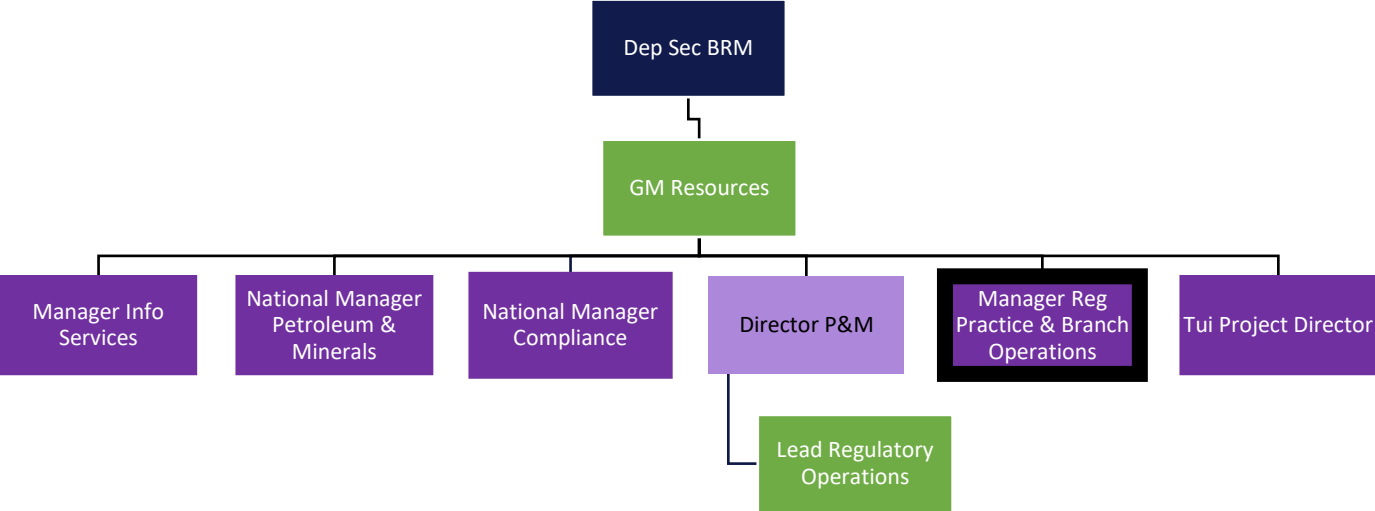 Dep Sec BRM
GM Resources
Manager Info
Services
National Manager
Petroleum &
Minerals
National Manager
Compliance
Director P&M
Manager Reg
Practice & Branch
Operations
Tui Project Director
Lead Regulatory
Operations